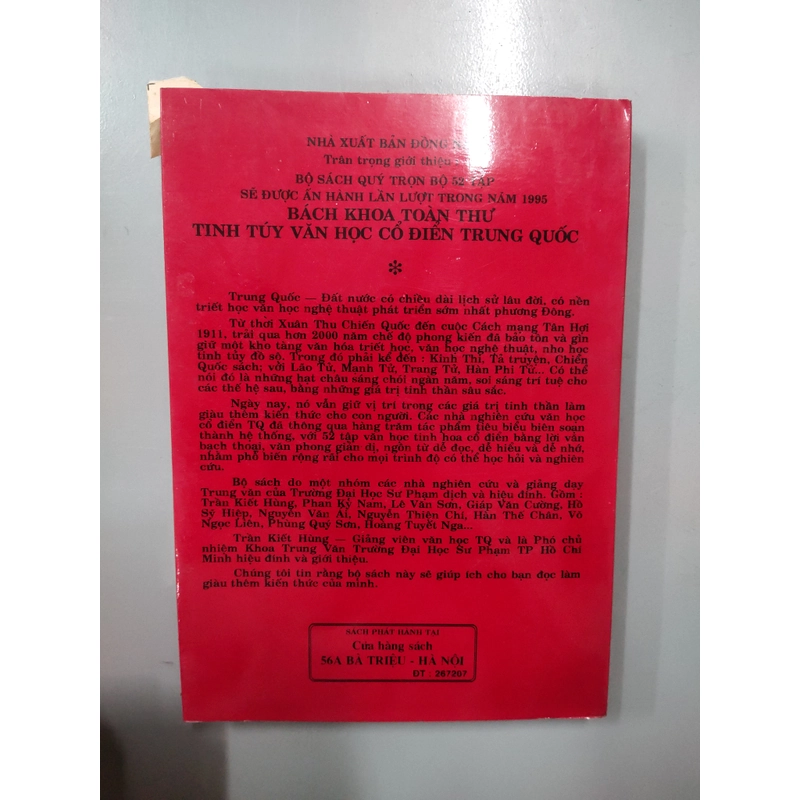 NHÀ XUẤT BẢN ĐỒNG
Trân trọng giới thiệu
BỘ SÁCH QUÝ TRỌN BỘ 52 TẬP
SẼ ĐƯỢC ẤN HÀNH LẦN LƯỢT TRONG NĂM 1995
BÁCH KHOA TOÀN THƯ
TINH TÚY VĂN HỌC CỔ ĐIỂN TRUNG QUỐC
*
Trung Quốc — Đất nước có chiều dài lịch sử lâu đời, có nền
triết học văn học nghệ thuật phát triển sớm nhất phương Đông.
Từ thời Xuân Thu Chiến Quốc đến cuộc Cách mạng Tân Hợi
1911, trải qua hơn 2000 năm chế độ phong kiến đã bảo tồn và gìn
giữ một kho tàng văn hóa triết học, văn học nghệ thuật, nho học
tinh túy đồ sộ. Trong đó phải kể đến : Kinh Thi, Tả truyện, Chiến
Quốc sách; với Lão Tử, Mạnh Tử, Trang Tử, Hàn Phi Tử... Có thể
nói đó là những hạt châu sáng chói ngàn năm, soi sáng trí tuệ cho
các thế hệ sau, bằng những giá trị tinh thần sâu sắc.
Ngày nay, nó vẫn giữ vị trí trong các giá trị tinh thần làm
giàu thêm kiến thức cho con người. Các nhà nghiên cứu văn học
cổ điển TQ đã thông qua hàng trăm tác phẩm tiêu biểu biên soạn
thành hệ thống, với 52 tập văn học tinh hoa cổ điển bằng lời văn
bạch thoại, văn phong giản dị, ngôn từ dễ đọc, dễ hiểu và dễ nhớ,
nhằm phổ biến rộng rãi cho mọi trình độ có thể học hỏi và nghiên
cứu.
Bộ sách do một nhóm các nhà nghiên cứu và giảng dạy
Trung văn của Trường Đại Học Sư Phạm dịch và hiệu đính. Gồm :
Trần Kiết Hùng, Phan Kỳ Nam, Lê Văn Sơn, Giáp Văn Cường, Hồ
Sỹ Hiệp, Nguyễn Văn Ái, Nguyễn Thiện Chí, Hàn Thế Chân, Võ
Ngọc Liên, Phùng Quý Sơn, Hoàng Tuyết Nga...
Trần Kiết Hùng — Giảng viên văn học TQ và là Phó chủ
nhiệm Khoa Trung Văn Trường Đại Học Sư Phạm TP Hồ Chí
Minh hiệu đính và giới thiệu.
Chúng tôi tin rằng bộ sách này sẽ giúp ích cho bạn đọc làm
giàu thêm kiến thức của mình.
SÁCH PHÁT HÀNH TẠI
Cửa hàng sách
56A BÀ TRIỆU - HÀ NỘI
ĐT : 267207